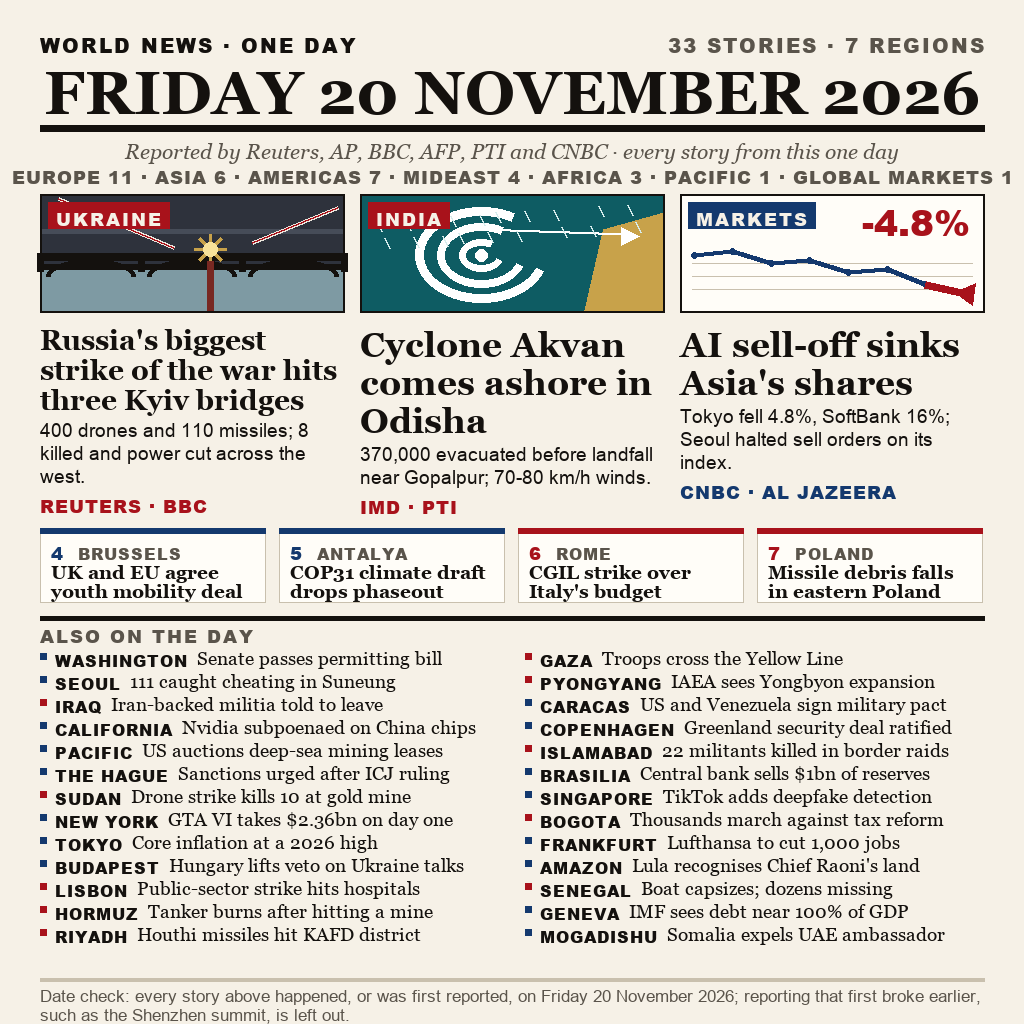 WORLD NEWS · ONE DAY
33 STORIES · 7 REGIONS
FRIDAY 20 NOVEMBER 2026
Reported by Reuters, AP, BBC, AFP, PTI and CNBC · every story from this one day
EUROPE 11 · ASIA 6 · AMERICAS 7 · MIDEAST 4 · AFRICA 3 · PACIFIC 1 · GLOBAL MARKETS 1
UKRAINE
Russia's biggest
strike of the war hits
three Kyiv bridges
400 drones and 110 missiles; 8
killed and power cut across the
west.
REUTERS · BBC
INDIA
Cyclone Akvan
comes ashore in
Odisha
370,000 evacuated before landfall
near Gopalpur; 70-80 km/h winds.
IMD · PTI
MARKETS
-4.8%
AI sell-off sinks
Asia's shares
Tokyo fell 4.8%, SoftBank 16%;
Seoul halted sell orders on its
index.
CNBC · AL JAZEERA
4 BRUSSELS
UK and EU agree
youth mobility deal
5 ANTALYA
COP31 climate draft
drops phaseout
6 ROME
CGIL strike over
Italy's budget
7 POLAND
Missile debris falls
in eastern Poland
ALSO ON THE DAY
WASHINGTON Senate passes permitting bill
SEOUL 111 caught cheating in Suneung
IRAQ Iran-backed militia told to leave
CALIFORNIA Nvidia subpoenaed on China chips
PACIFIC US auctions deep-sea mining leases
THE HAGUE Sanctions urged after ICJ ruling
SUDAN Drone strike kills 10 at gold mine
NEW YORK GTA VI takes $2.36bn on day one
TOKYO Core inflation at a 2026 high
BUDAPEST Hungary lifts veto on Ukraine talks
LISBON Public-sector strike hits hospitals
HORMUZ Tanker burns after hitting a mine
RIYADH Houthi missiles hit KAFD district
GAZA Troops cross the Yellow Line
PYONGYANG IAEA sees Yongbyon expansion
CARACAS US and Venezuela sign military pact
COPENHAGEN Greenland security deal ratified
ISLAMABAD 22 militants killed in border raids
BRASILIA Central bank sells $1bn of reserves
SINGAPORE TikTok adds deepfake detection
BOGOTA Thousands march against tax reform
FRANKFURT Lufthansa to cut 1,000 jobs
AMAZON Lula recognises Chief Raoni's land
SENEGAL Boat capsizes; dozens missing
GENEVA IMF sees debt near 100% of GDP
MOGADISHU Somalia expels UAE ambassador
Date check: every story above happened, or was first reported, on Friday 20 November 2026; reporting that first broke earlier,
such as the Shenzhen summit, is left out.